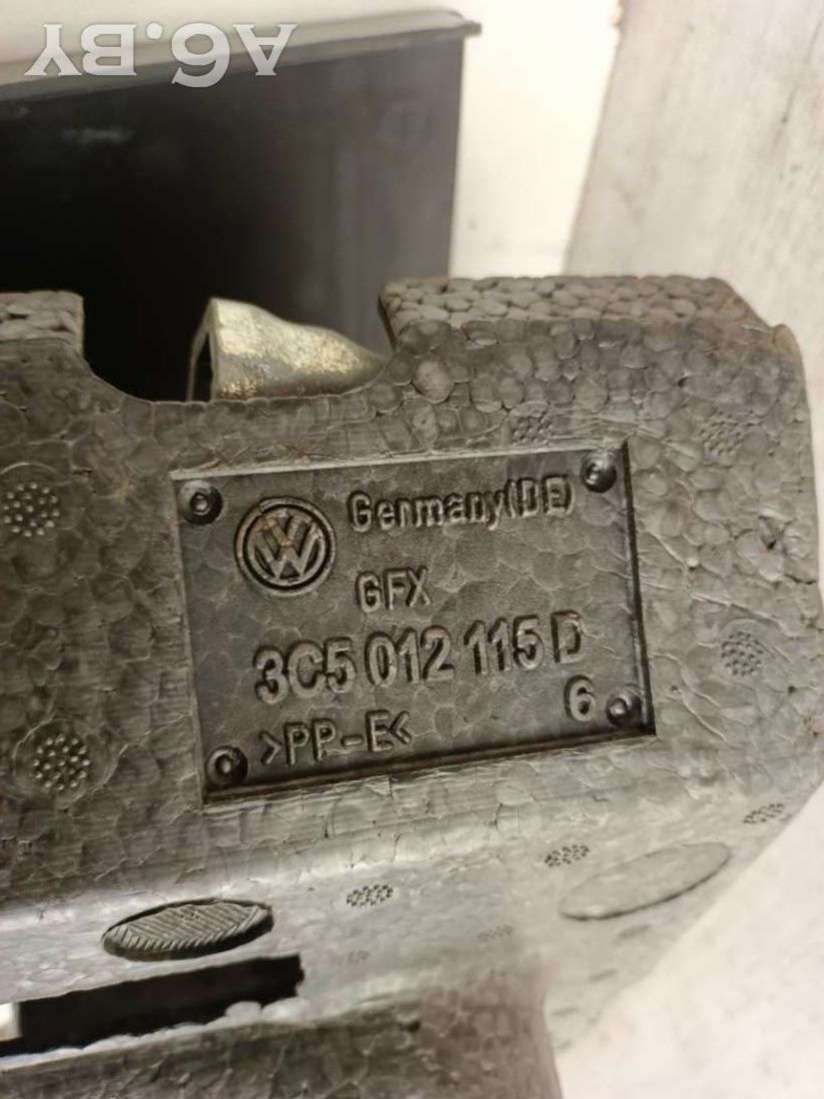 A6.BY
Germany(DE)
GFX
3C5 012 115 D
6
>PP-E<